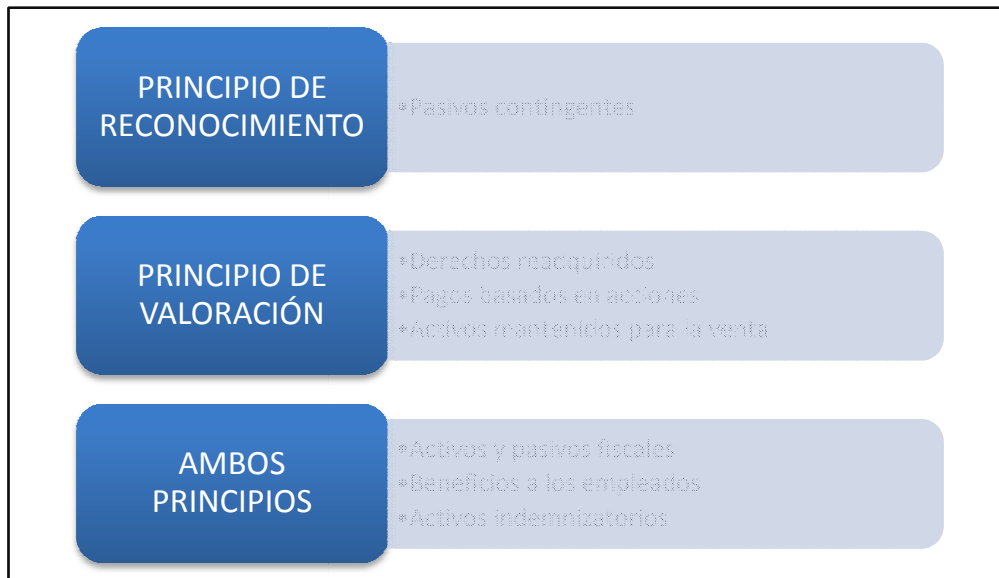 PRINCIPIO DE
RECONOCIMIENTO
•Pasivos contingentes
PRINCIPIO DE
VALORACIÓN
•Derechos readquiridos
•Pagos basados en acciones
•Activos mantenidos para la venta
AMBOS
PRINCIPIOS
•Activos y pasivos fiscales
•Beneficios a los empleados
•Activos indemnizatorios